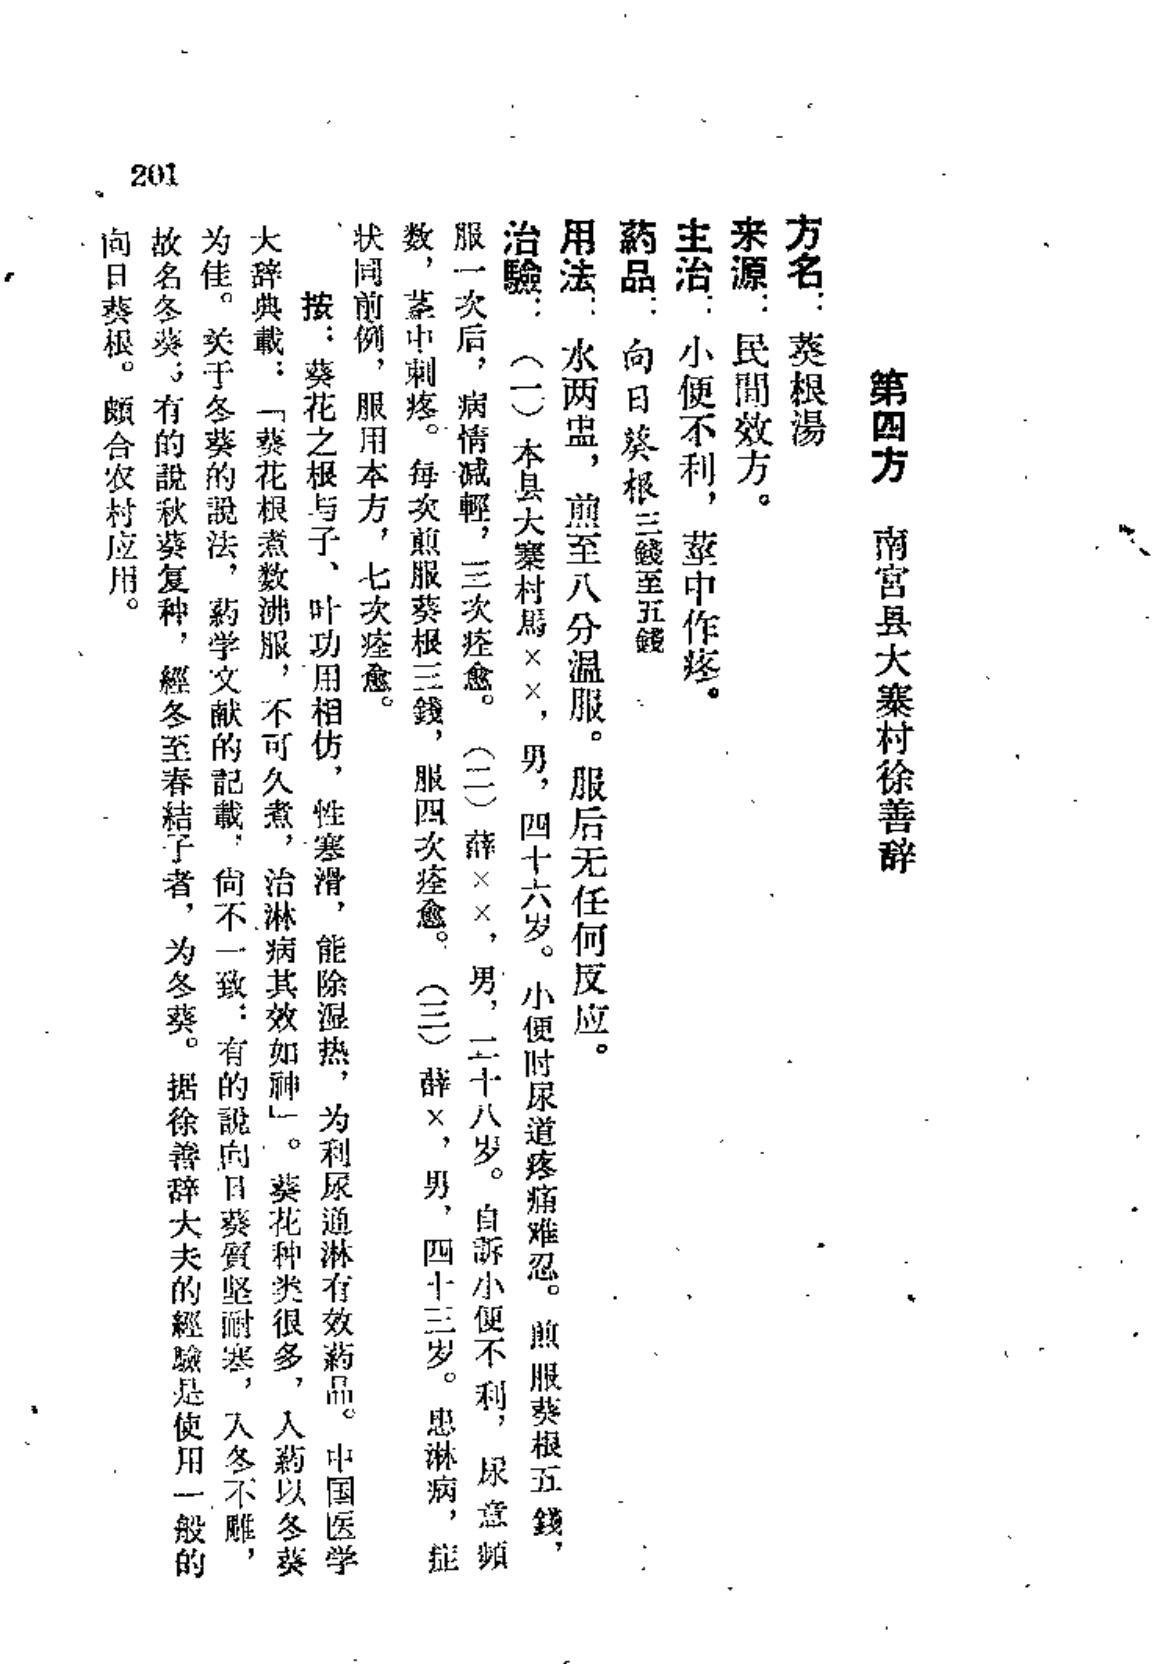 第四方 南宮县大寨村徐善辞
方名：葵根湯
来源：民間效方。
主治：小便不利，莖中作疼。
葯品：向日葵根三錢至五錢
用法：水两盅，煎至八分温服。服后无任何反应。
治驗：（一）本县大寨村馬××，男，四十六岁。小便时尿道疼痛难忍。煎服葵根五錢，
服一次后，病情减輕，三次痊愈。（二）薛××，男，二十八岁。自訴小便不利，尿意頻
数，莖中刺疼。每次煎服葵根三錢，服四次痊愈。（三）薛×，男，四十三岁。患淋病，症
状同前例，服用本方，七次痊愈。
按：葵花之根与子、叶功用相仿，性寒滑，能除湿热，为利尿通淋有效葯品。中国医学
大辞典載：「葵花根煮数沸服，不可久煮，治淋病其效如神」。葵花种类很多，入葯以冬葵
为佳。关于冬葵的說法，葯学文献的記載，尚不一致：有的說向日葵質坚耐寒，入冬不雕，
故名冬葵；有的說秋葵复种，經冬至春結子者，为冬葵。据徐善辞大夫的經驗是使用一般的
向日葵根。頗合农村应用。
201